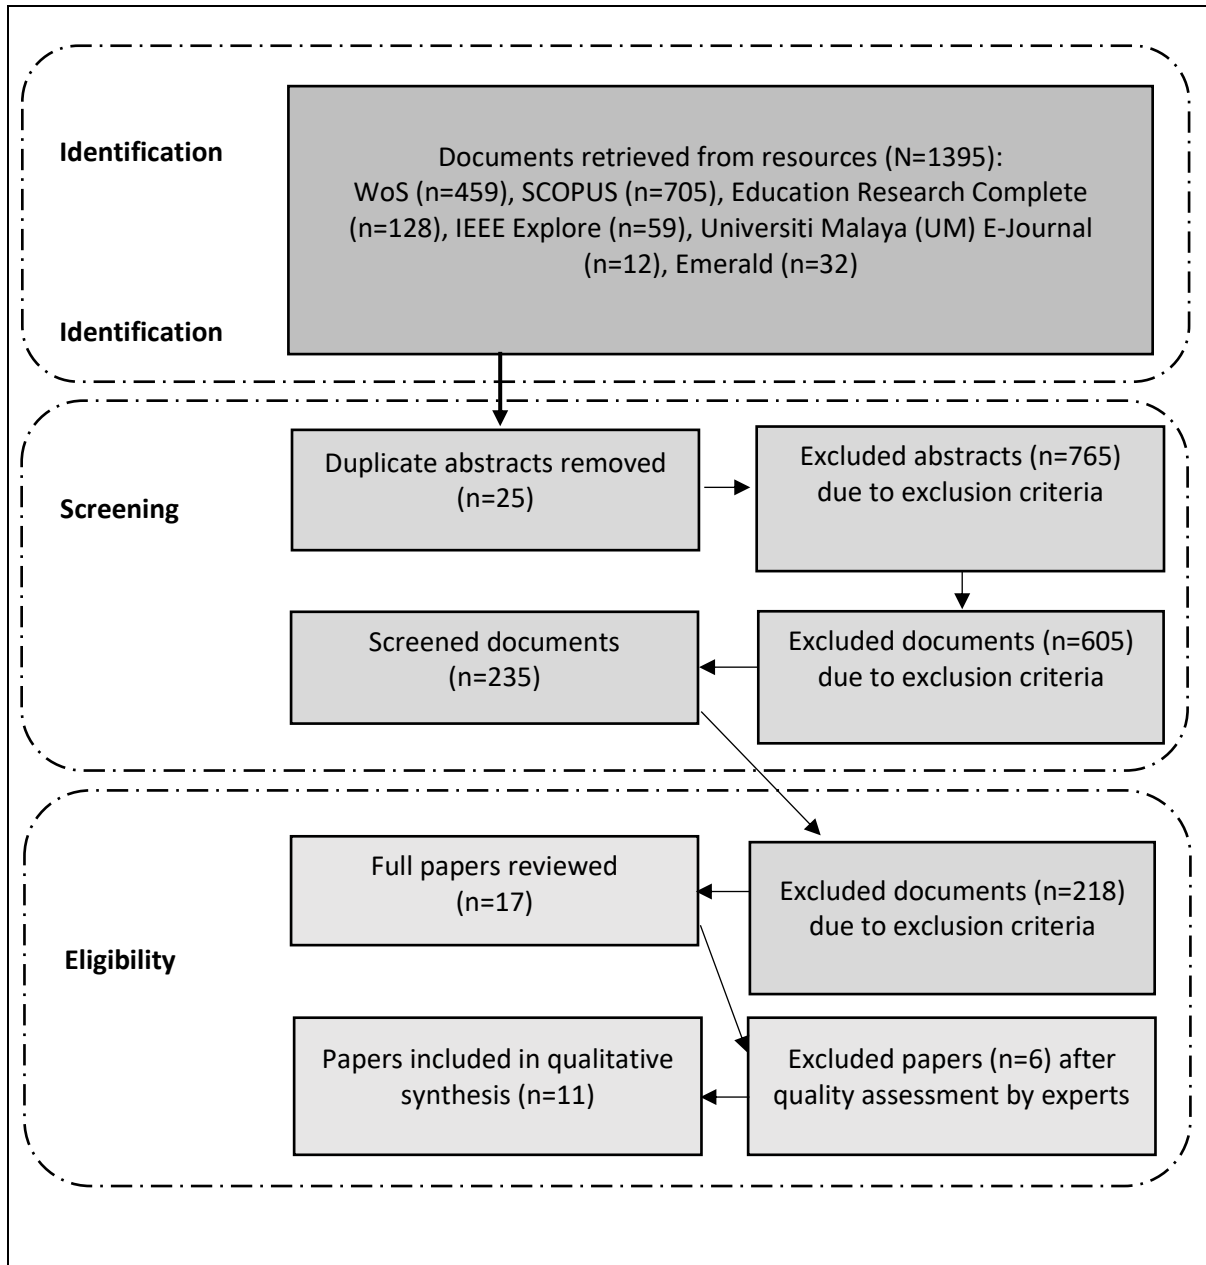 Identification
Documents retrieved from resources (N=1395):
WoS (n=459), SCOPUS (n=705), Education Research Complete
(n=128), IEEE Explore (n=59), Universiti Malaya (UM) E-Journal
(n=12), Emerald (n=32)
Identification
Screening
Duplicate abstracts removed
(n=25)
Excluded abstracts (n=765)
due to exclusion criteria
Screened documents
(n=235)
Excluded documents (n=605)
due to exclusion criteria
Eligibility
Full papers reviewed
(n=17)
Excluded documents (n=218)
due to exclusion criteria
Papers included in qualitative
synthesis (n=11)
Excluded papers (n=6) after
quality assessment by experts